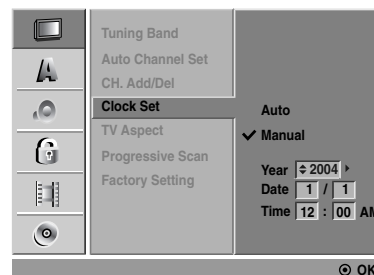 Tuning Band
Auto Channel Set
CH. Add/Del
Clock Set
TV Aspect
Progressive Scan
Factory Setting
Auto
✓ Manual
Year 2004
Date 1 / 1
Time 12 : 00 AM
OK